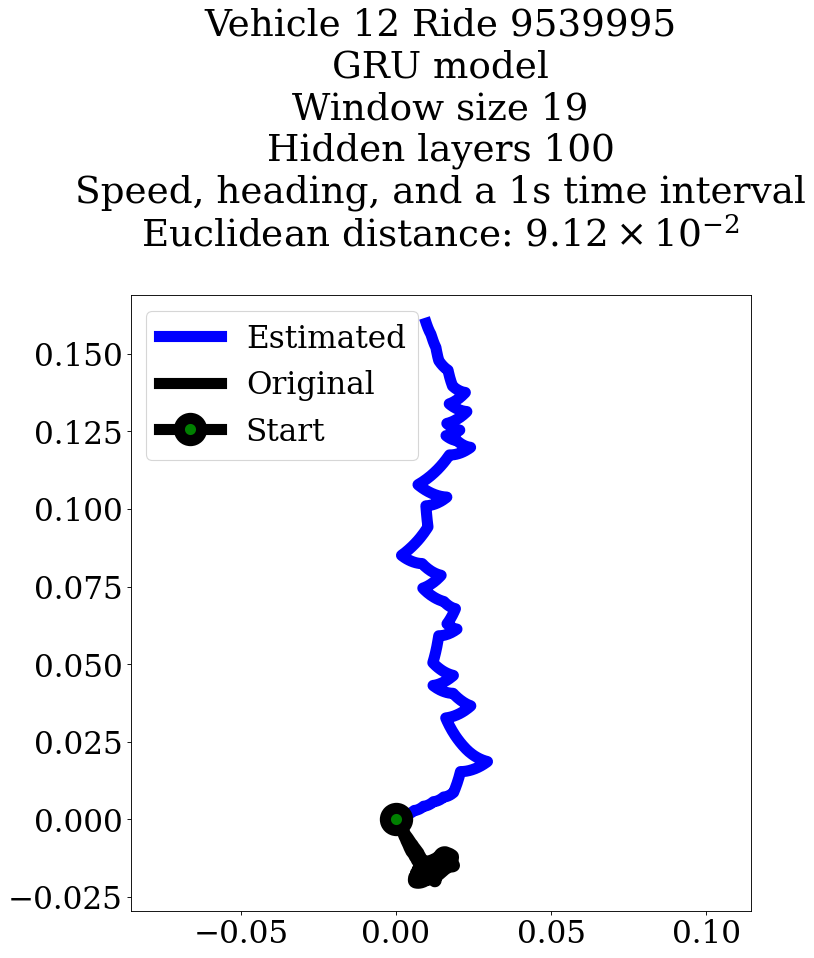 Vehicle 12 Ride 9539995
GRU model
Window size 19
Hidden layers 100
Speed, heading, and a 1s time interval
Euclidean distance: 9.12 × 10⁻²
Estimated
Original
Start
0.150
0.125
0.100
0.075
0.050
0.025
0.000
−0.025
−0.05 0.00 0.05 0.10